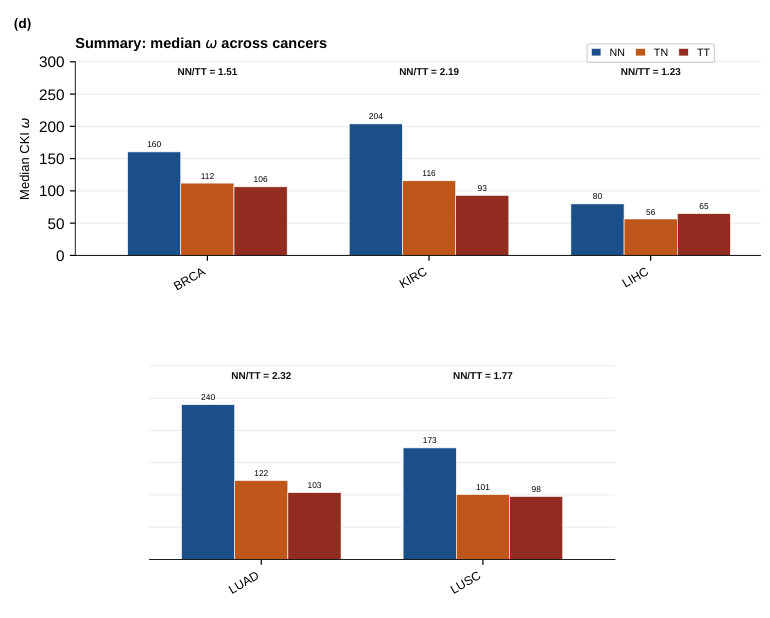 (d)
Summary: median ω across cancers
NN TN TT
NN/TT = 1.51 NN/TT = 2.19 NN/TT = 1.23
Median CKI ω
300
250
200
150
100
50
0
160 112 106
204 116 93
80 56 65
BRCA KIRC LIHC
NN/TT = 2.32 NN/TT = 1.77
240 122 103
173 101 98
LUAD LUSC